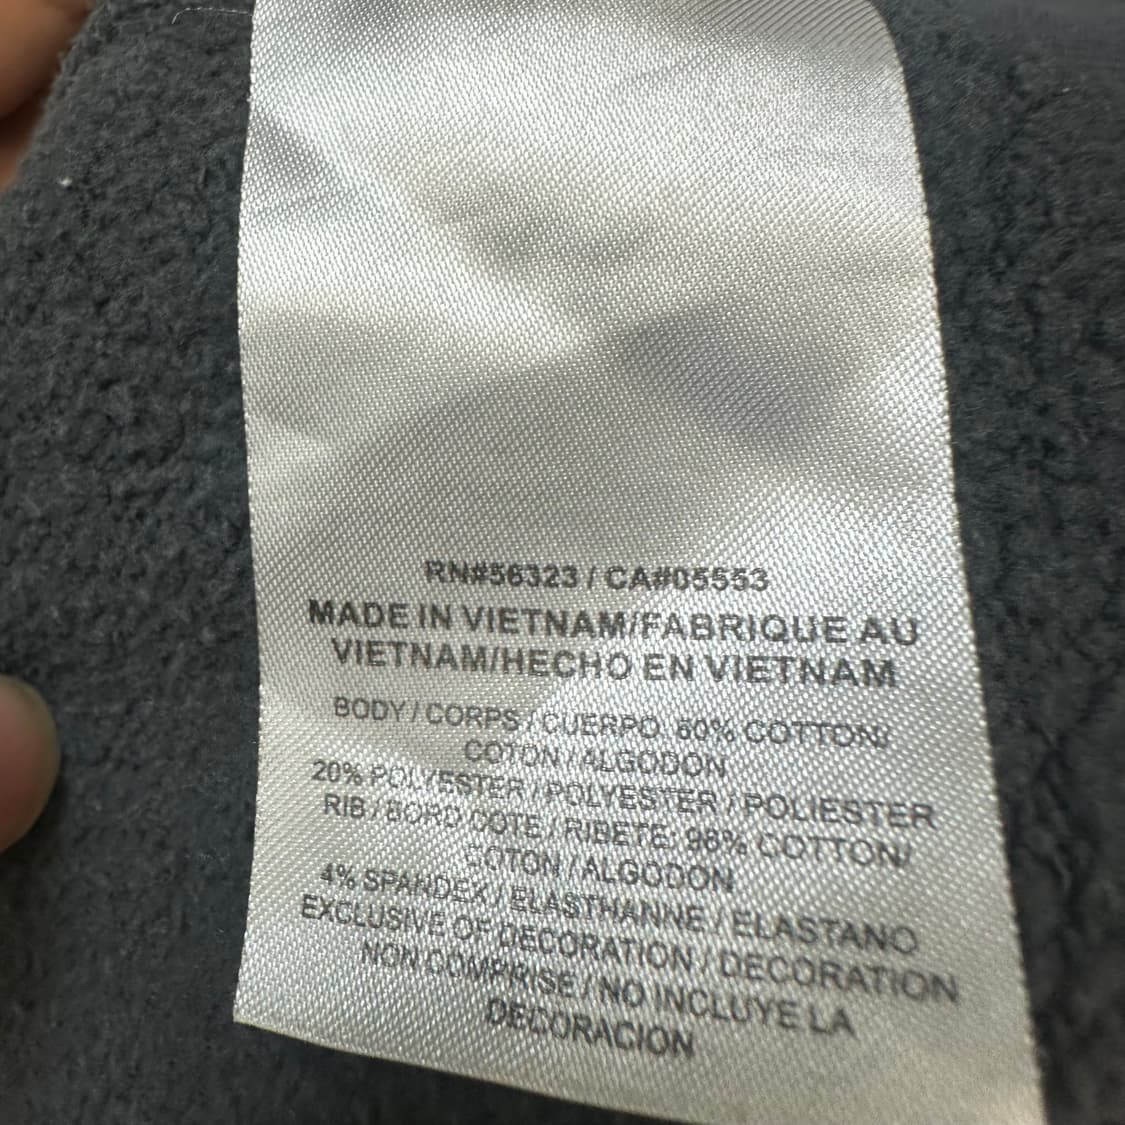 RN#56323 / CA#05553
MADE IN VIETNAM/FABRIQUE AU
VIETNAM/HECHO EN VIETNAM
BODY / CORPS / CUERPO: 80% COTTON/
COTON / ALGODON
20% POLYESTER / POLYESTER / POLIESTER
RIB / BORD COTE / RIBETE: 96% COTTON/
COTON / ALGODON
4% SPANDEX / ELASTHANNE / ELASTANO
EXCLUSIVE OF DECORATION / DECORATION
NON COMPRISE / NO INCLUYE LA
DECORACION